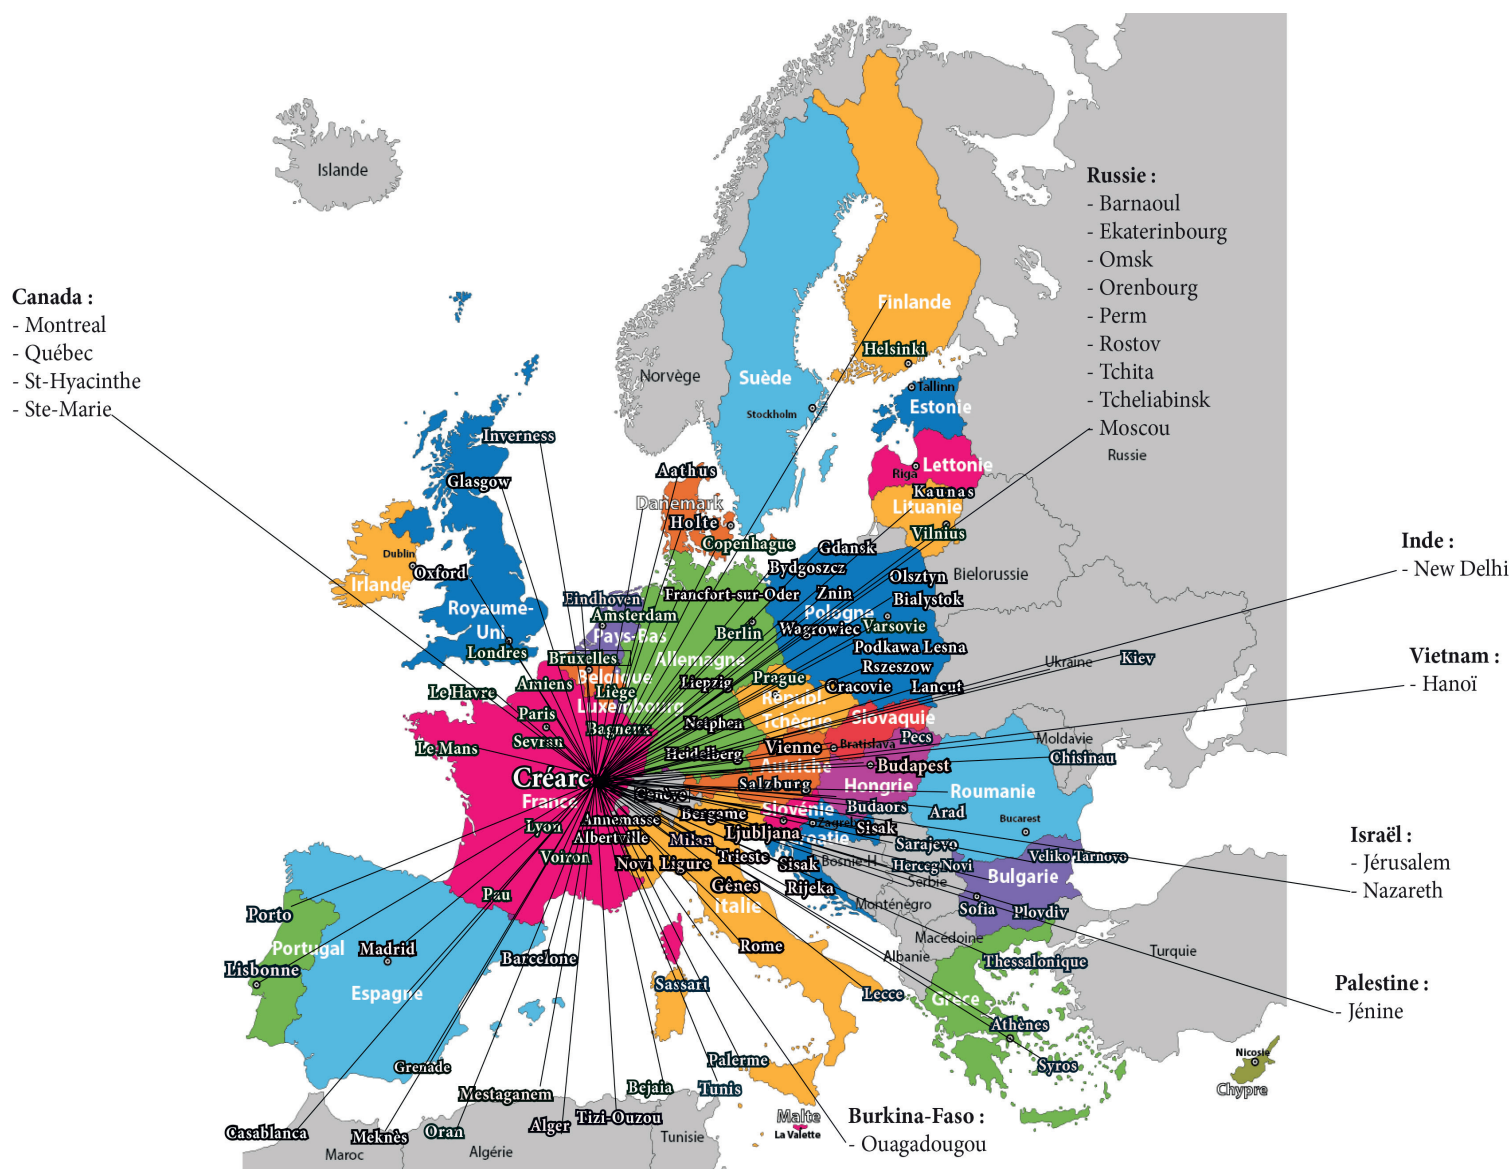 Islande
Russie :
- Barnaoul
- Ekaterinbourg
- Omsk
- Orenbourg
- Perm
- Rostov
- Tchita
- Tcheliabinsk
- Moscou
Russie
Canada :
- Montreal
- Québec
- St-Hyacinthe
- Ste-Marie
Finlande
Helsinki
Norvège
Suède
Stockholm
Tallinn
Estonie
Inverness
Glasgow
Aathus
Riga
Lettonie
Kaunas
Lituanie
Vilnius
Danemark
Holte
Copenhague
Gdansk
Bydgoszcz
Olsztyn
Bielorussie
Inde :
- New Delhi
Dublin
Irlande
Oxford
Royaume-
Uni
Londres
Eindhoven
Amsterdam
Pays-Bas
Francfort-sur-Oder
Znin
Bialystok
Pologne
Wagrowiec
Varsovie
Berlin
Podkawa Lesna
Bruxelles
Belgique
Allemagne
Rszeszow
Ukraine
Kiev
Vietnam :
- Hanoï
Le Havre
Amiens
Liège
Luxembourg
Liepzig
Prague
Cracovie
Lancut
Républ.
Tchèque
Slovaquie
Paris
Sevran
Bagneux
Netphen
Le Mans
Heidelberg
Vienne
Bratislava
Pecs
Moldavie
Chisinau
Créarc
France
Autriche
Budapest
Salzburg
Hongrie
Roumanie
Genève
Bergame
Slovénie
Zagreb
Budaors
Arad
Bucarest
Lyon
Annemasse
Albertville
Milan
Ljubljana
Croatie
Sisak
Sarajevo
Israël :
- Jérusalem
- Nazareth
Voiron
Novi Ligure
Trieste
Sisak
Bosnie-H.
Herceg Novi
Veliko Tarnovo
Serbie
Bulgarie
Pau
Gênes
Rijeka
Italie
Monténégro
Sofia
Plovdiv
Porto
Portugal
Madrid
Lisbonne
Espagne
Barcelone
Rome
Macédoine
Albanie
Thessalonique
Turquie
Sassari
Lecce
Grèce
Palestine :
- Jénine
Athènes
Syros
Grenade
Palerme
Nicosie
Chypre
Mestaganem
Bejaïa
Tunis
Malte
La Valette
Burkina-Faso :
- Ouagadougou
Casablanca
Meknès
Oran
Alger
Tizi-Ouzou
Maroc
Algérie
Tunisie